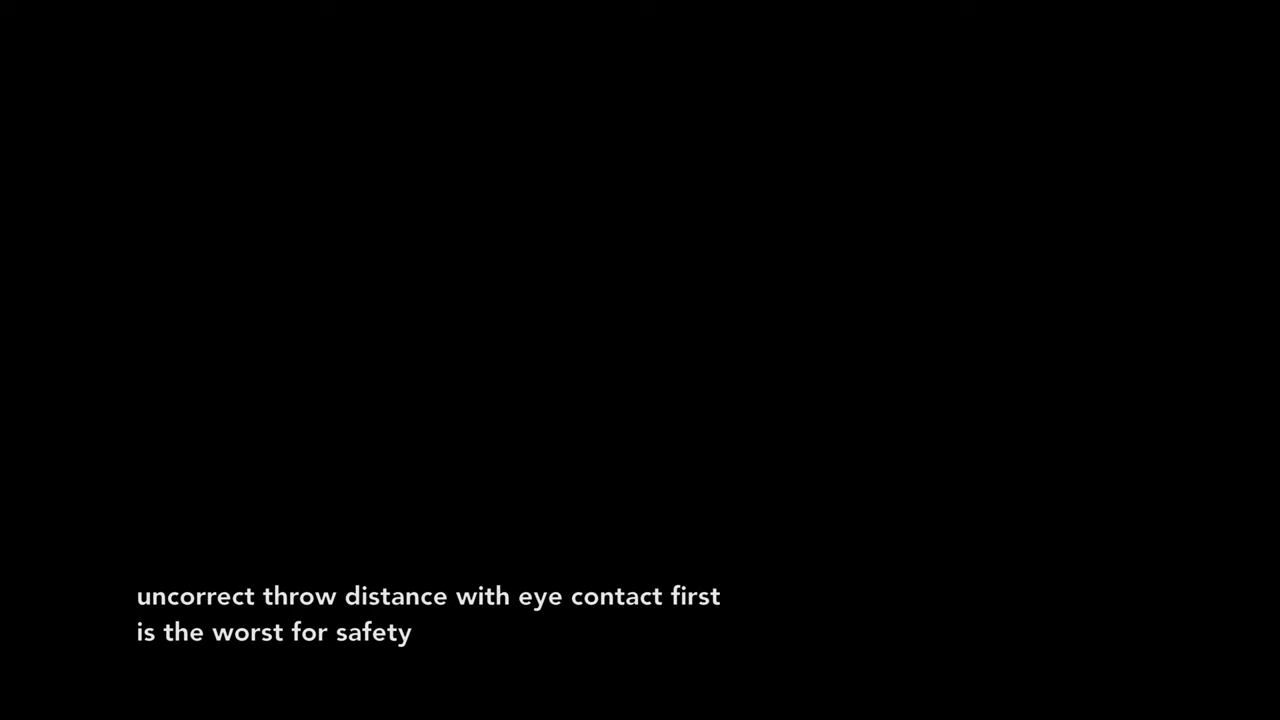 uncorrect throw distance with eye contact first
is the worst for safety